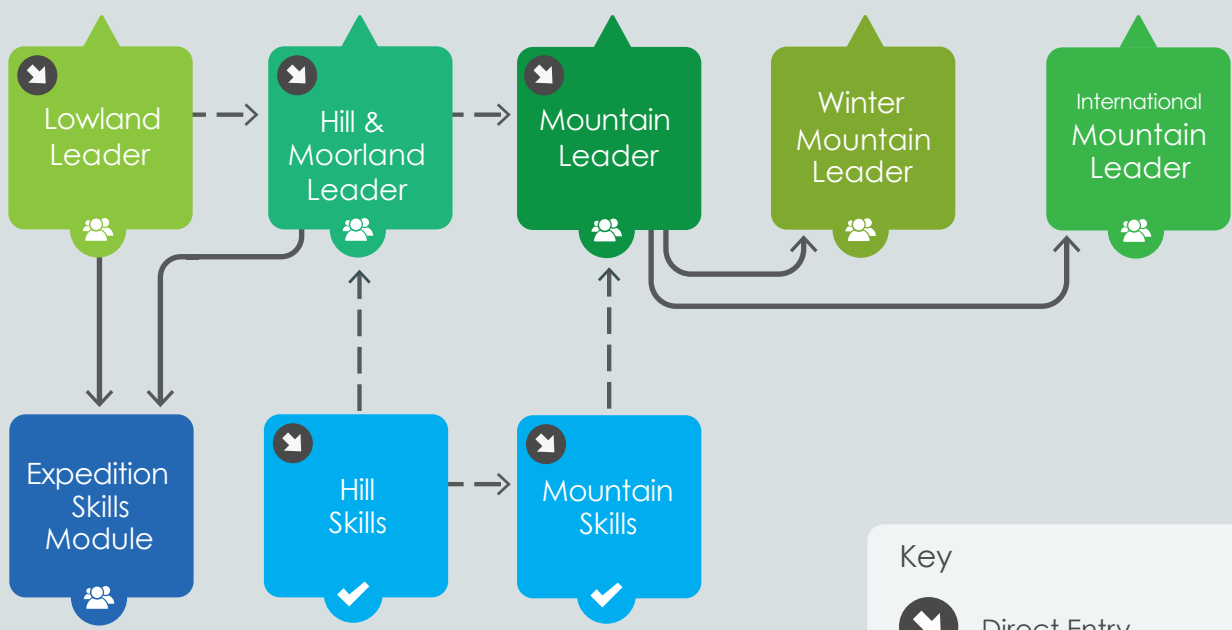 Lowland
Leader
Hill &
Moorland
Leader
Mountain
Leader
Winter
Mountain
Leader
International
Mountain
Leader
Expedition
Skills
Module
Hill
Skills
Mountain
Skills
Key
Direct Entry